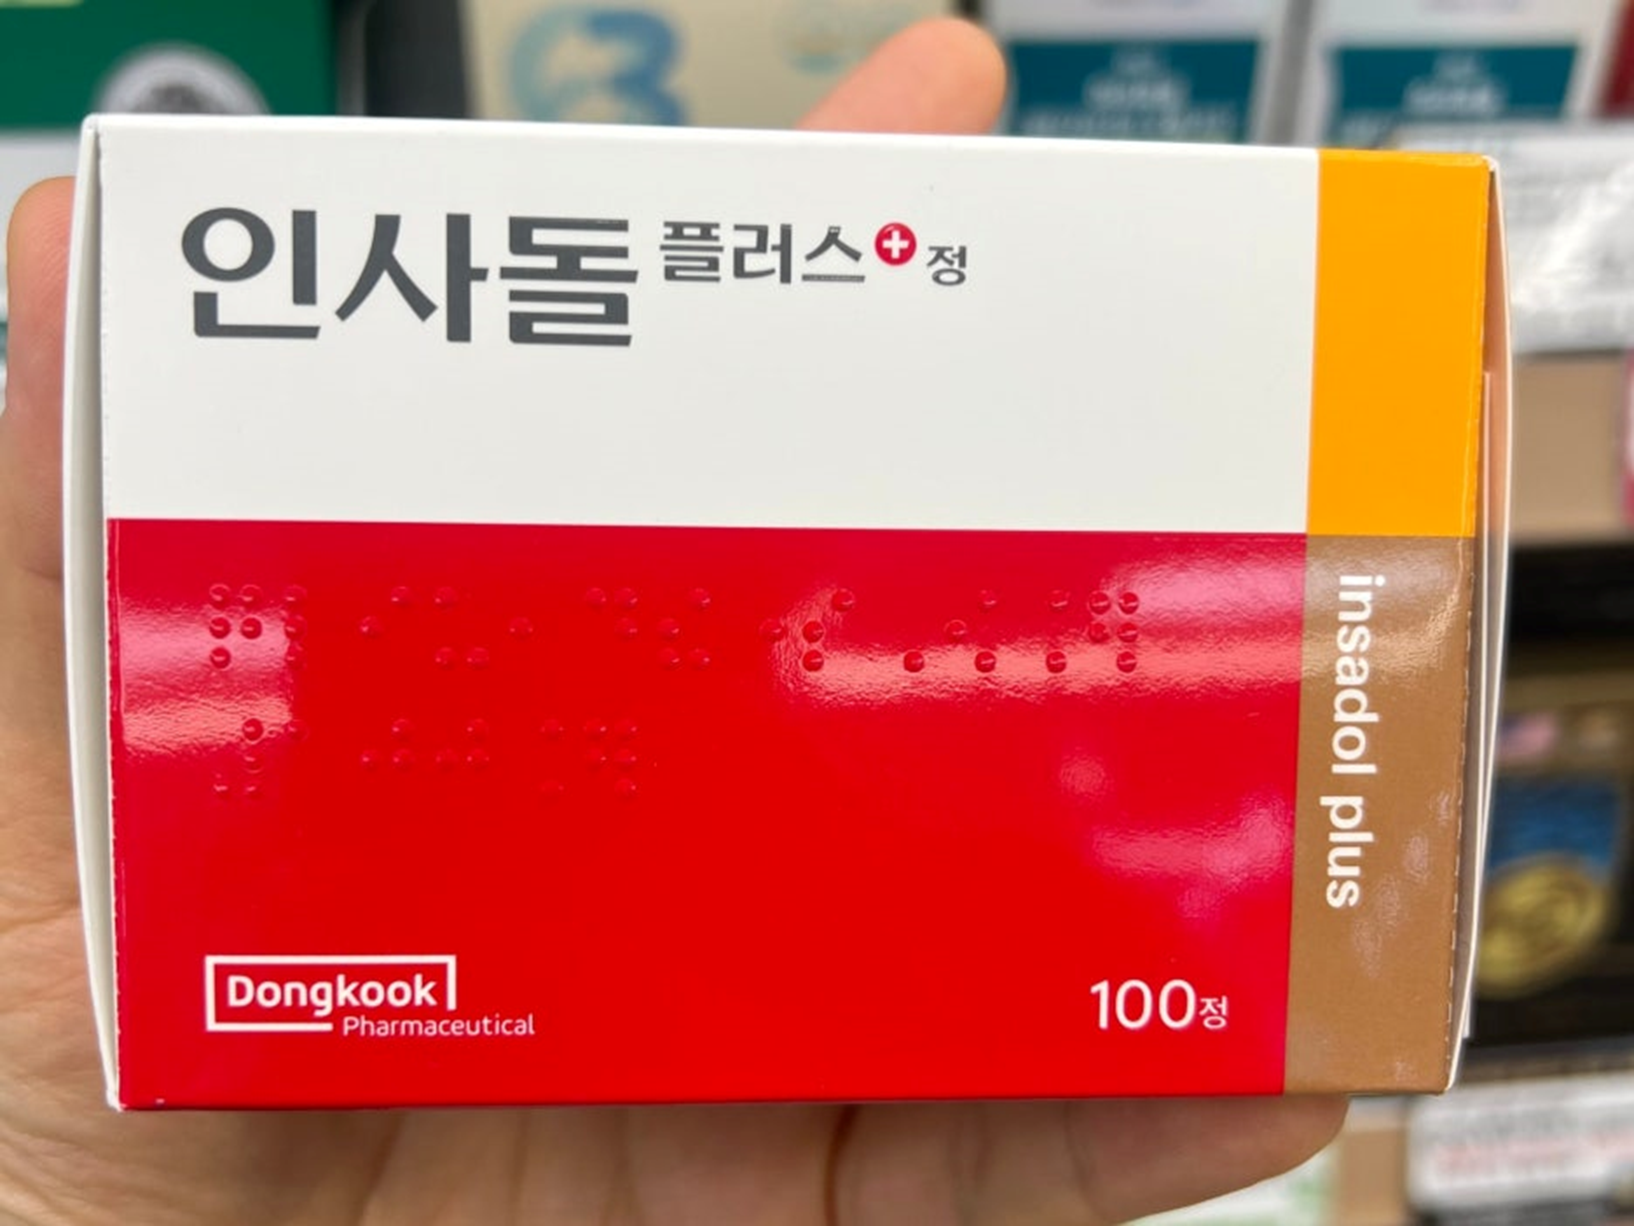 인사돌 플러스+ 정
insadol plus
Dongkook
Pharmaceutical
100정